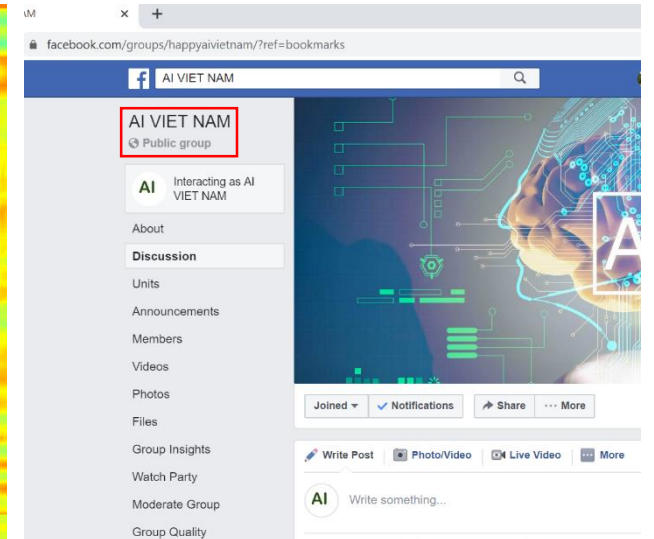 × +
facebook.com/groups/happyaivietnam/?ref=bookmarks
f AI VIET NAM
AI VIET NAM
Public group
AI Interacting as AI
VIET NAM
About
Discussion
Units
Announcements
Members
Videos
Photos
Files
Group Insights
Watch Party
Moderate Group
Group Quality
A
Joined Notifications Share ··· More
Write Post Photo/Video Live Video More
AI Write something...